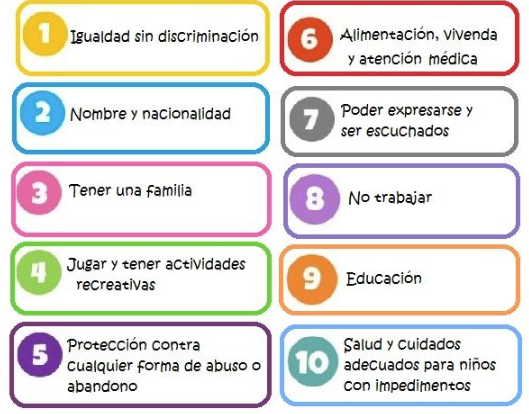 1 Igualdad sin discriminación
2 Nombre y nacionalidad
3 Tener una familia
4 Jugar y tener actividades
recreativas
5 Protección contra
cualquier forma de abuso o
abandono
6 Alimentación, vivenda
y atención médica
7 Poder expresarse y
ser escuchados
8 No trabajar
9 Educación
10 Salud y cuidados
adecuados para niños
con impedimentos